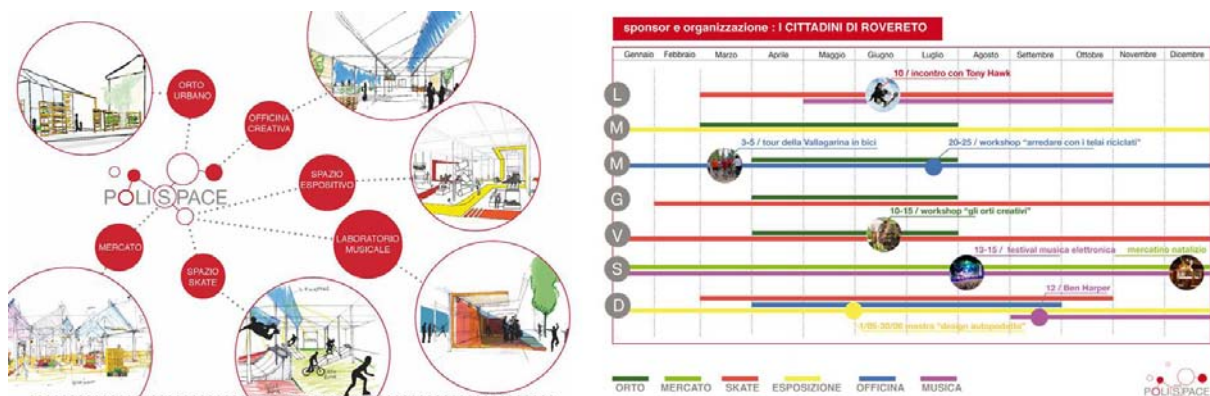 ORTO
URBANO
OFFICINA
CREATIVA
POLI(S)PACE
SPAZIO
ESPOSITIVO
LABORATORIO
MUSICALE
MERCATO
SPAZIO
SKATE
sponsor e organizzazione : I CITTADINI DI ROVERETO
Gennaio Febbraio Marzo Aprile Maggio Giugno Luglio Agosto Settembre Ottobre Novembre Dicembre
10 / incontro con Tony Hawk
L
M
3-5 / tour della Vallagarina in bici 20-25 / workshop "arredare con i telai riciclati"
M
G
10-15 / workshop "gli orti creativi"
V
13-15 / festival musica elettronica mercatino natalizio
S
12 / Ben Harper
D
mostra "design autoprodotto"
ORTO MERCATO SKATE ESPOSIZIONE OFFICINA MUSICA
POLI(S)PACE